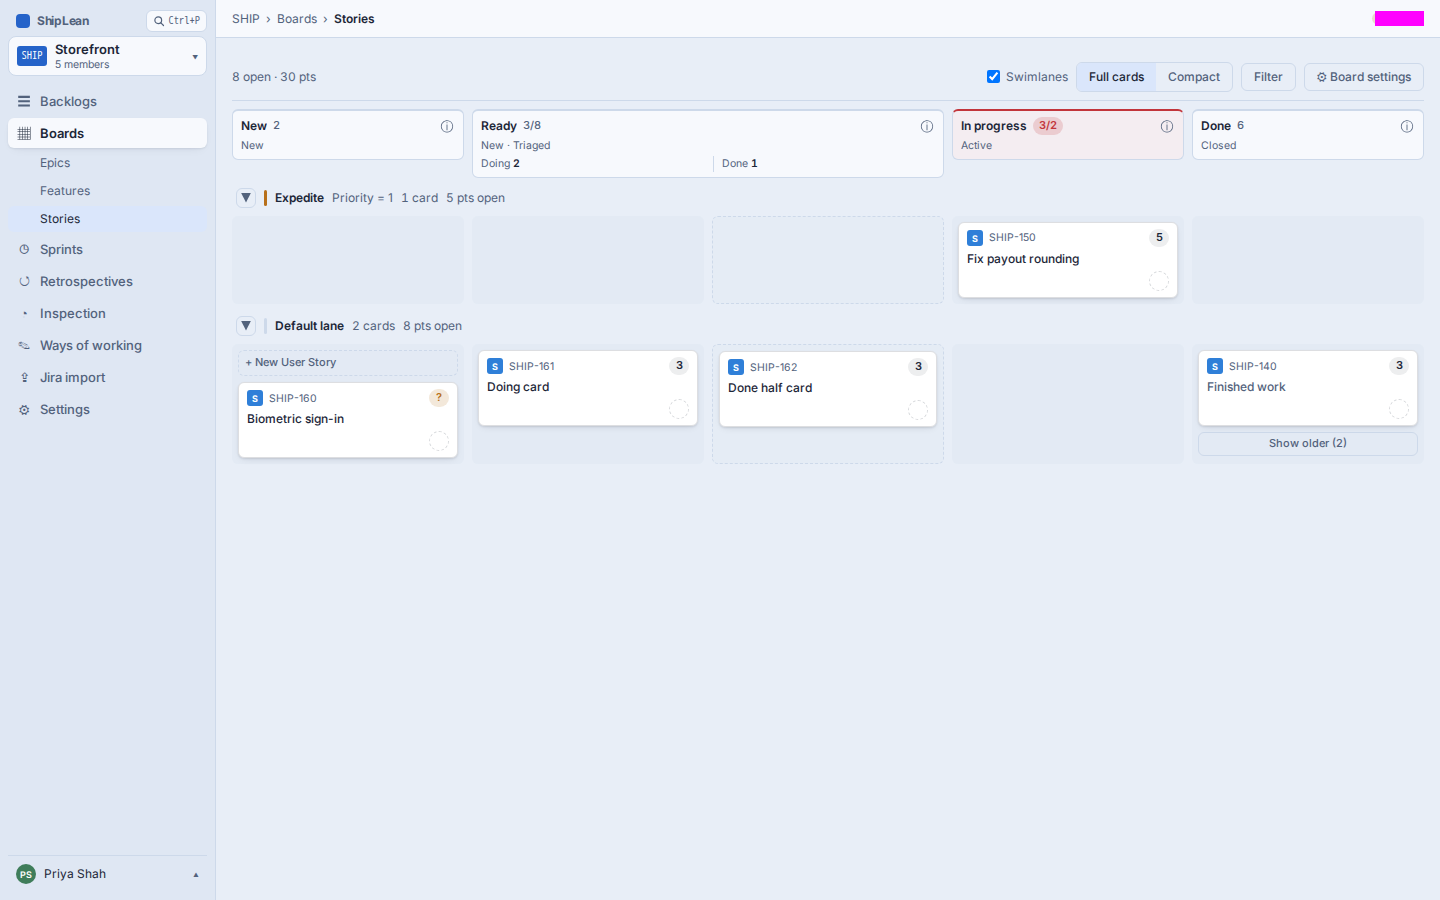 ShipLean
Ctrl+P
SHIP
Storefront
5 members
Backlogs
Boards
Epics
Features
Stories
Sprints
Retrospectives
Inspection
Ways of working
Jira import
Settings
PS
Priya Shah
SHIP › Boards › Stories
8 open · 30 pts
Swimlanes
Full cards
Compact
Filter
Board settings
New 2
New
Ready 3/8
New · Triaged
Doing 2
Done 1
In progress 3/2
Active
Done 6
Closed
Expedite Priority = 1 1 card 5 pts open
S SHIP-150 5
Fix payout rounding
Default lane 2 cards 8 pts open
+ New User Story
S SHIP-160 ?
Biometric sign-in
S SHIP-161 3
Doing card
S SHIP-162 3
Done half card
S SHIP-140 3
Finished work
Show older (2)